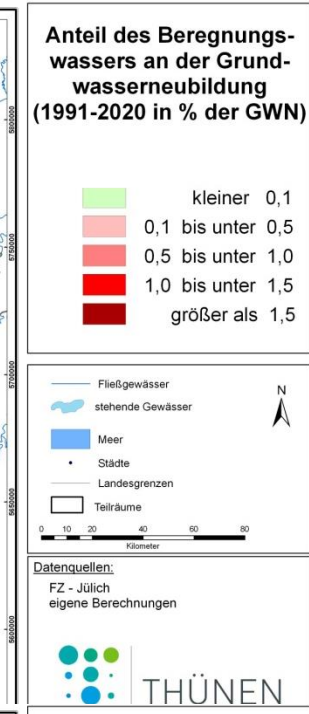 Anteil des Beregnungs-
wassers an der Grund-
wasserneubildung
(1991-2020 in % der GWN)
kleiner 0,1
0,1 bis unter 0,5
0,5 bis unter 1,0
1,0 bis unter 1,5
größer als 1,5
Fließgewässer
stehende Gewässer
Meer
Städte
Landesgrenzen
Teilräume
N
0 10 20 40 60 80
Kilometer
Datenquellen:
FZ - Jülich
eigene Berechnungen
THÜNEN
5800000
5750000
5700000
5650000
5600000